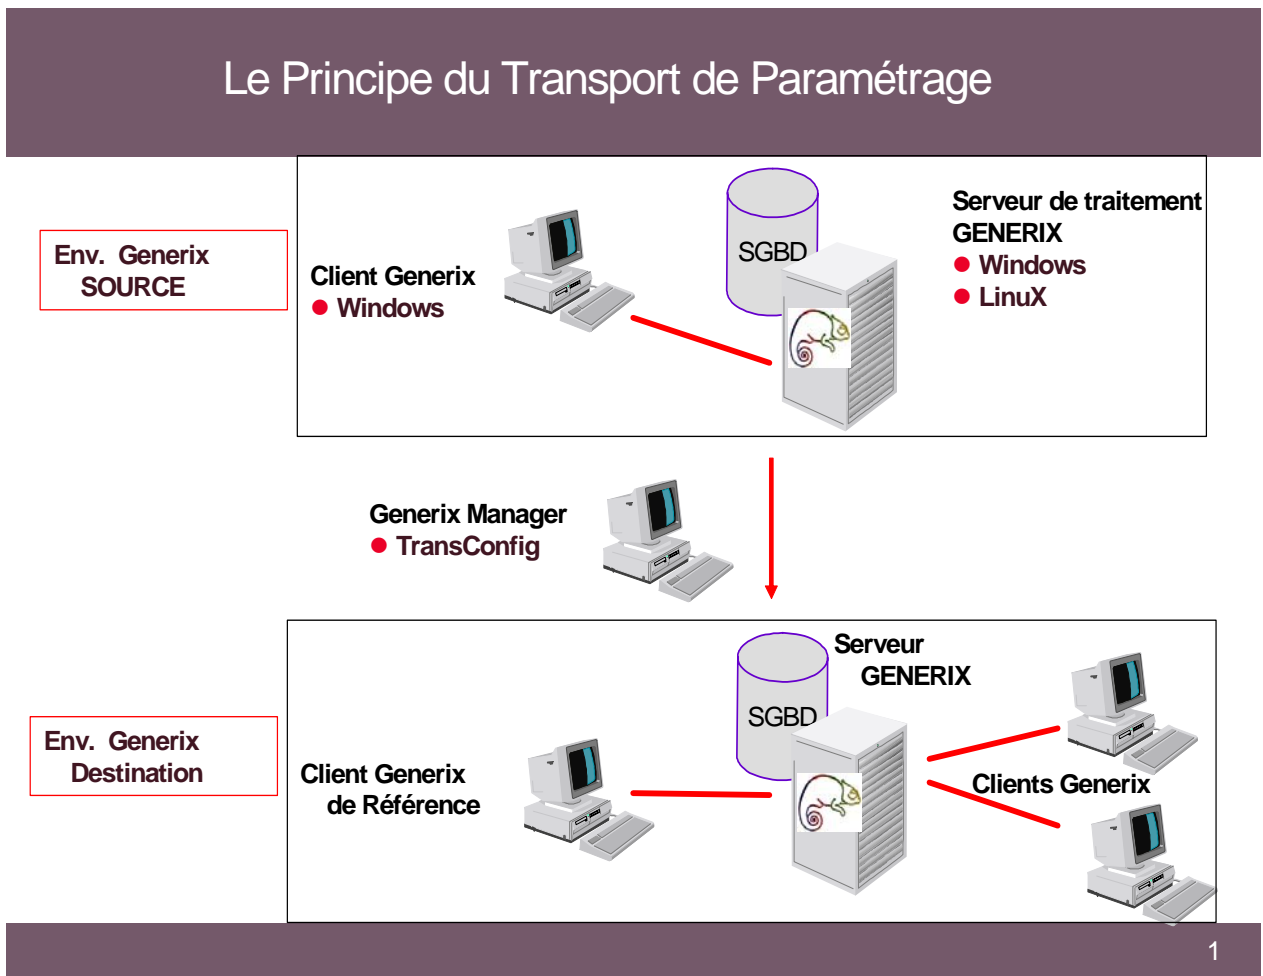 Le Principe du Transport de Paramétrage
Env. Generix
SOURCE
Client Generix
Windows
SGBD
Serveur de traitement
GENERIX
Windows
LinuX
Generix Manager
TransConfig
Env. Generix
Destination
Client Generix
de Référence
SGBD
Serveur
GENERIX
Clients Generix
1